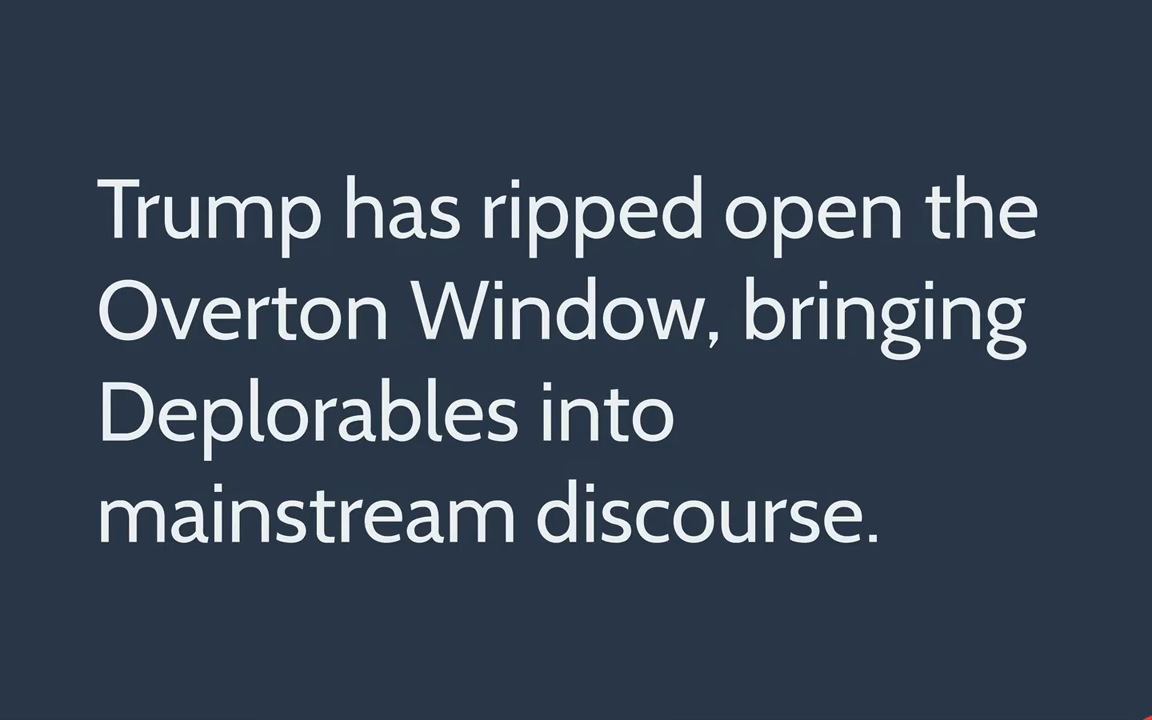 Trump has ripped open the
Overton Window, bringing
Deplorables into
mainstream discourse.